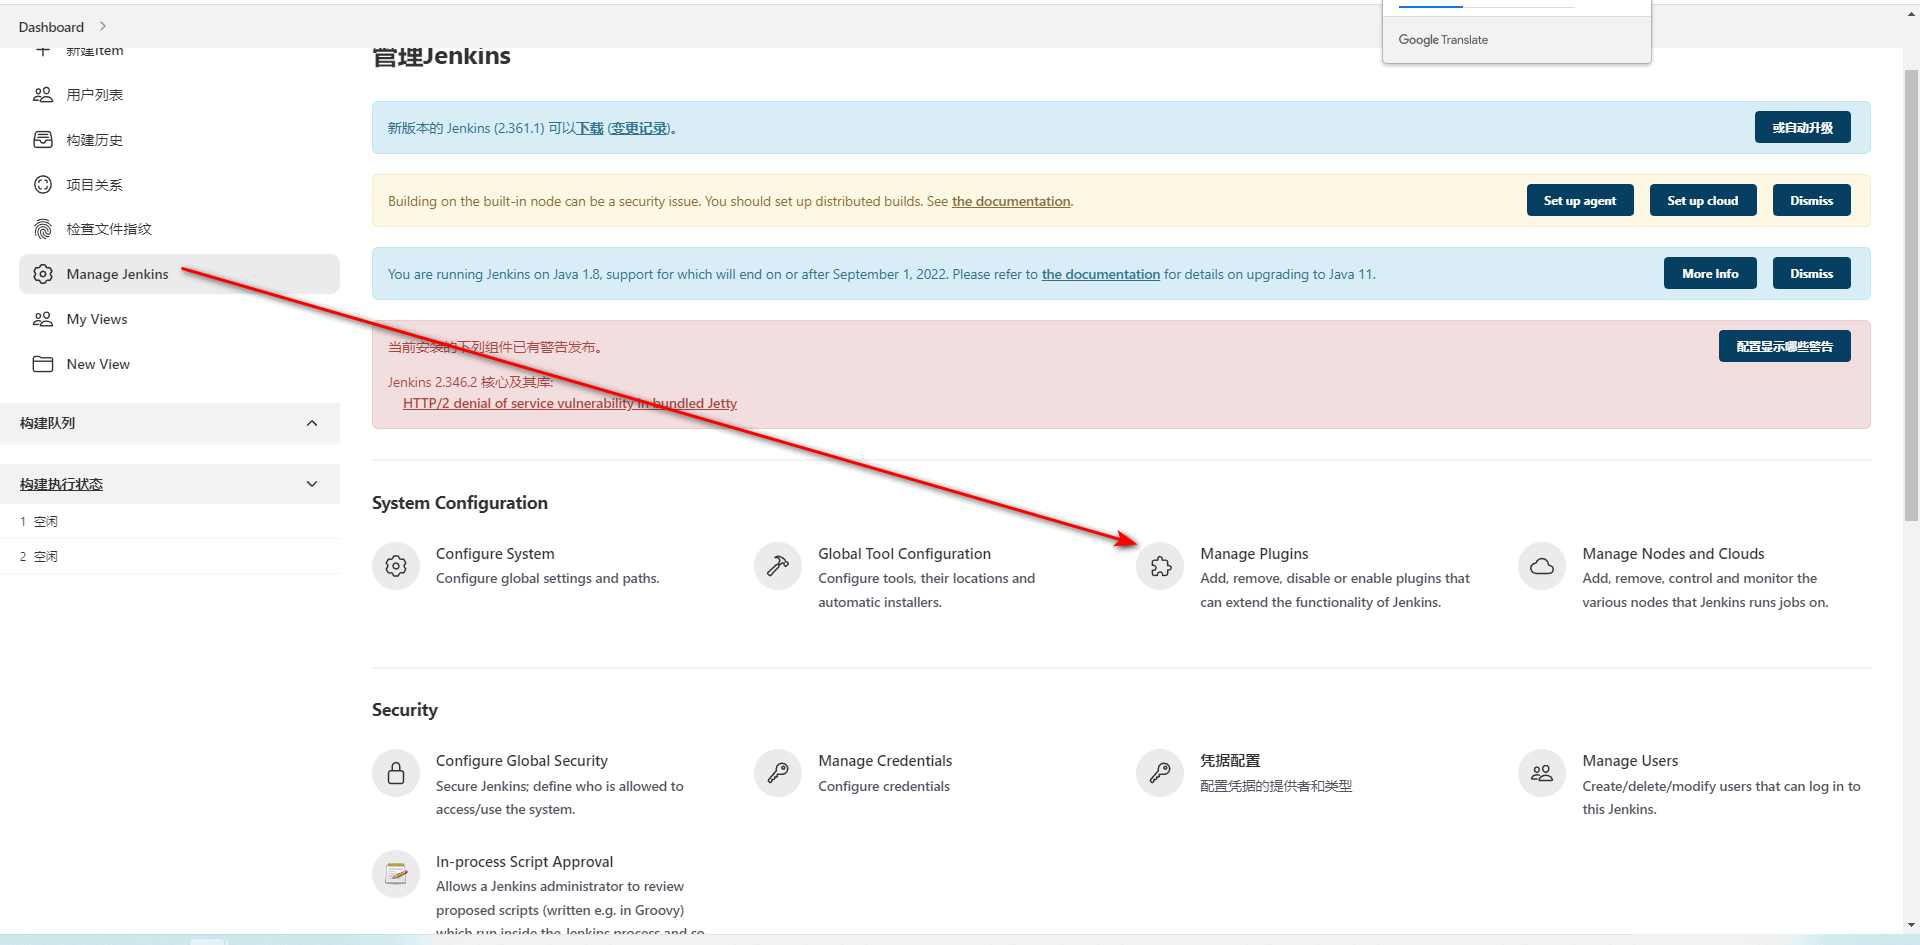 Dashboard
Google Translate
新建Item
用户列表
构建历史
项目关系
检查文件指纹
Manage Jenkins
My Views
New View
构建队列
构建执行状态
1 空闲
2 空闲
管理Jenkins
新版本的 Jenkins (2.361.1) 可以下载 (变更记录)。
或自动升级
Building on the built-in node can be a security issue. You should set up distributed builds. See the documentation.
Set up agent
Set up cloud
Dismiss
You are running Jenkins on Java 1.8, support for which will end on or after September 1, 2022. Please refer to the documentation for details on upgrading to Java 11.
More Info
Dismiss
当前安装的下列组件已有警告发布。
配置显示哪些警告
Jenkins 2.346.2 核心及其库:
HTTP/2 denial of service vulnerability in bundled Jetty
System Configuration
Configure System
Configure global settings and paths.
Global Tool Configuration
Configure tools, their locations and
automatic installers.
Manage Plugins
Add, remove, disable or enable plugins that
can extend the functionality of Jenkins.
Manage Nodes and Clouds
Add, remove, control and monitor the
various nodes that Jenkins runs jobs on.
Security
Configure Global Security
Secure Jenkins; define who is allowed to
access/use the system.
Manage Credentials
Configure credentials
凭据配置
配置凭据的提供者和类型
Manage Users
Create/delete/modify users that can log in to
this Jenkins.
In-process Script Approval
Allows a Jenkins administrator to review
proposed scripts (written e.g. in Groovy)
which run inside the Jenkins process and so